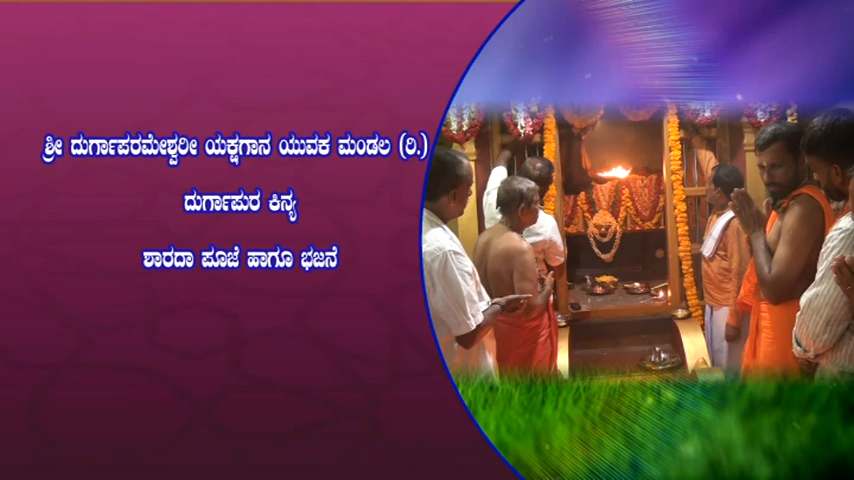 ಶ್ರೀ ದುರ್ಗಾಪರಮೇಶ್ವರೀ ಯಕ್ಷಗಾನ ಯುವಕ ಮಂಡಲ (ರಿ.)
ದುರ್ಗಾಪುರ ಕಿನ್ಯ
ಶಾರದಾ ಪೂಜೆ ಹಾಗೂ ಭಜನೆ